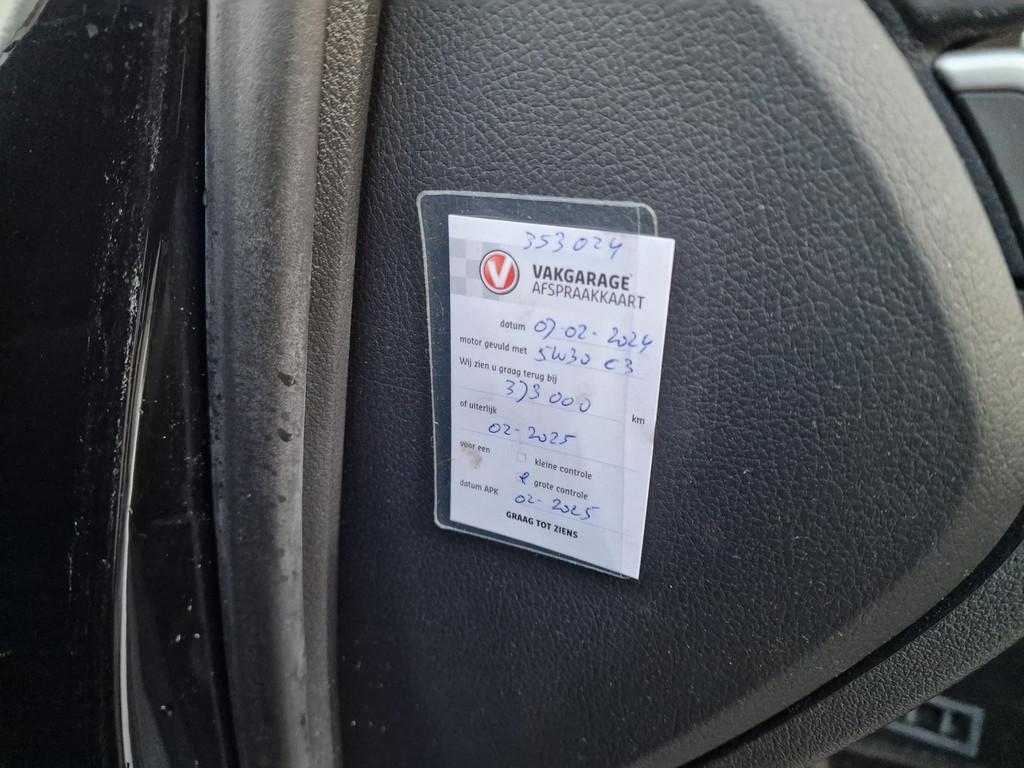 353024
V VAKGARAGE
AFSPRAAKKAART
datum 07-02-2024
motor gevuld met 5W30 C3
Wij zien u graag terug bij
373000 km
of uiterlijk
02-2025
voor een kleine controle
grote controle
datum APK 02-2025
GRAAG TOT ZIENS